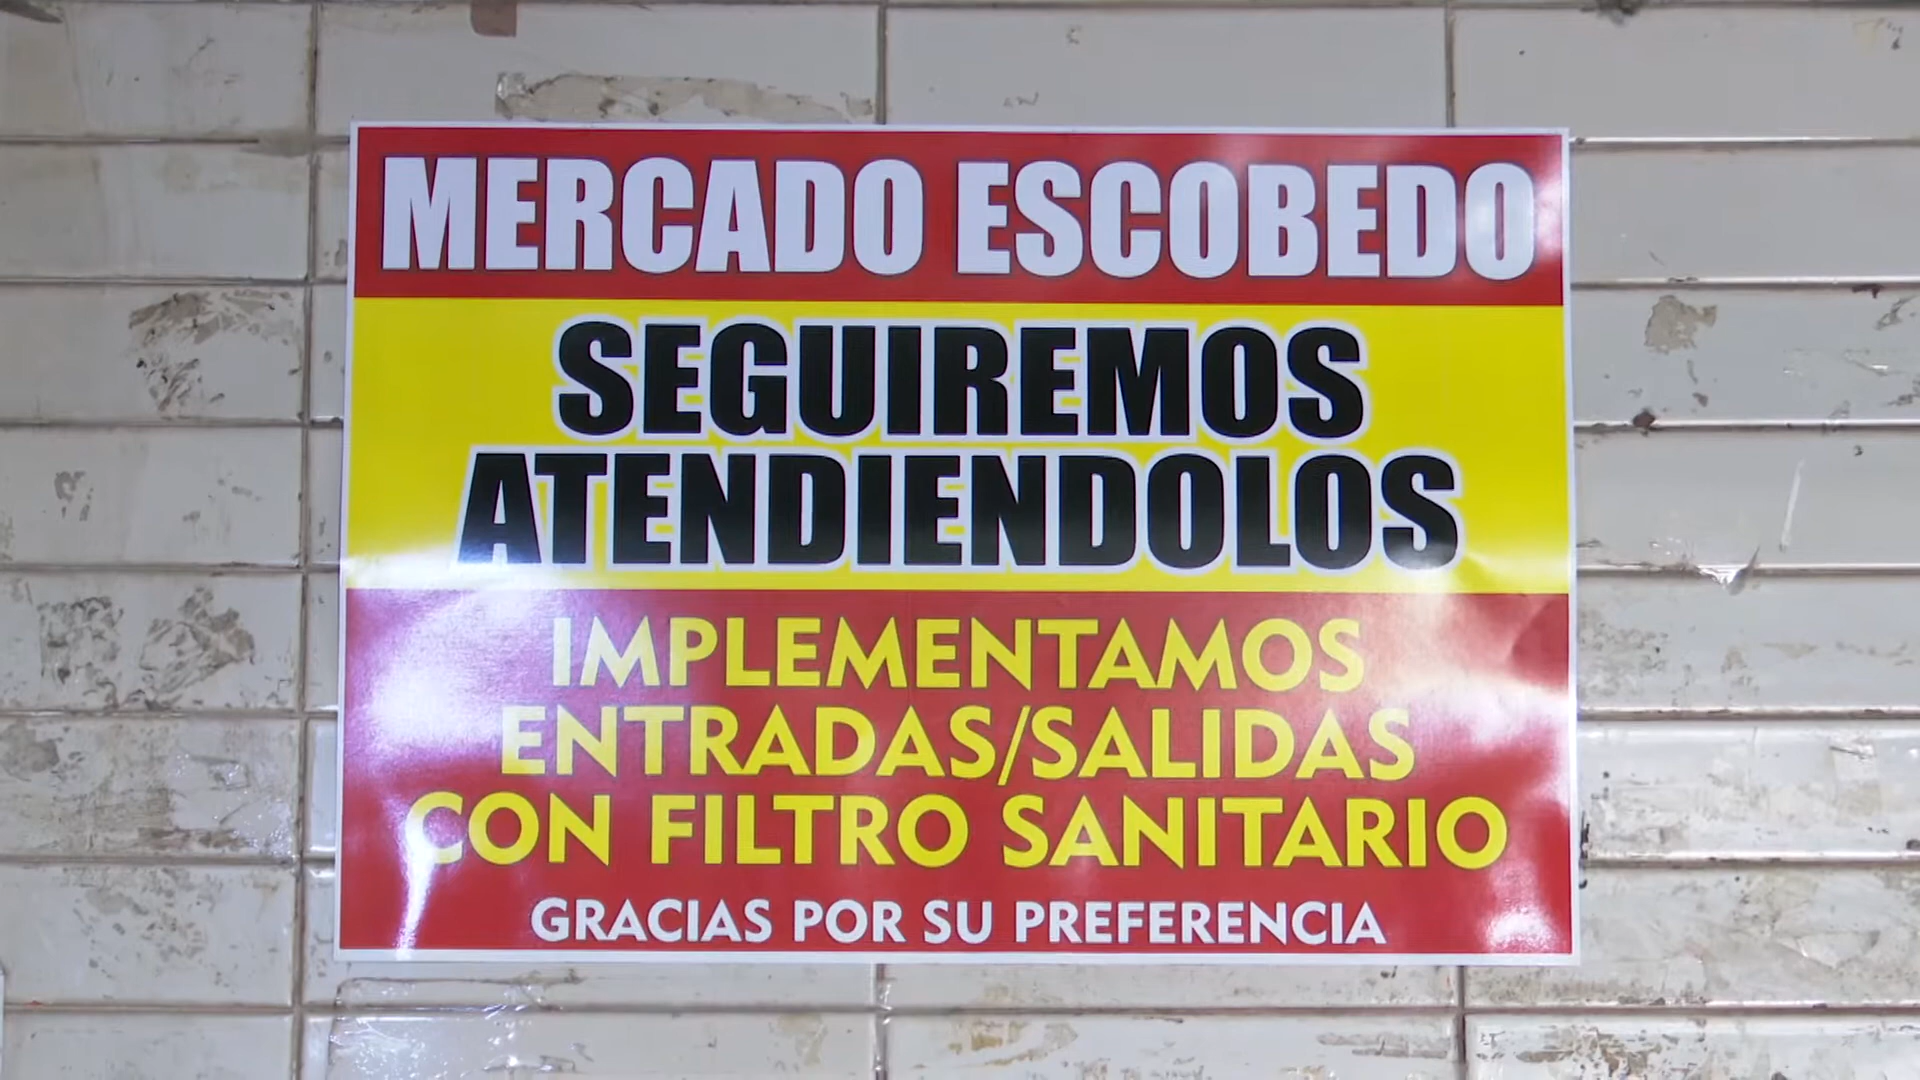 MERCADO ESCOBEDO
SEGUIREMOS
ATENDIENDOLOS
IMPLEMENTAMOS
ENTRADAS/SALIDAS
CON FILTRO SANITARIO
GRACIAS POR SU PREFERENCIA